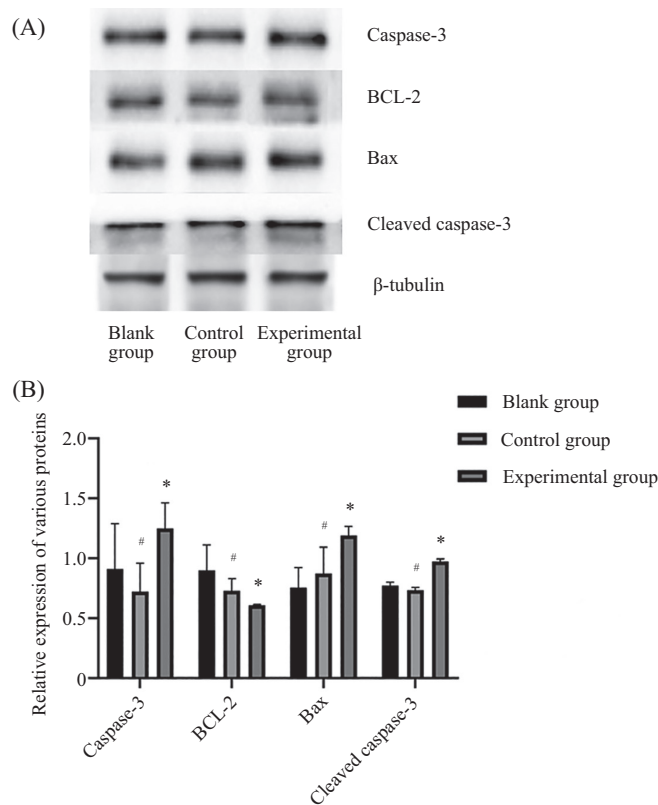 (A)
Caspase-3
BCL-2
Bax
Cleaved caspase-3
β-tubulin
Blank group
Control group
Experimental group
(B)
Blank group
Control group
Experimental group
Relative expression of various proteins
2.0
1.5
1.0
0.5
0
#
*
#
*
#
*
#
*
Caspase-3
BCL-2
Bax
Cleaved caspase-3